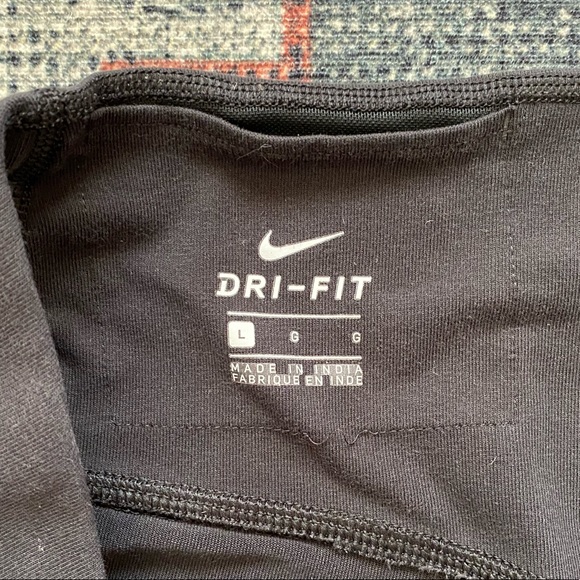 DRI-FIT
L G G
MADE IN INDIA
FABRIQUE EN INDE